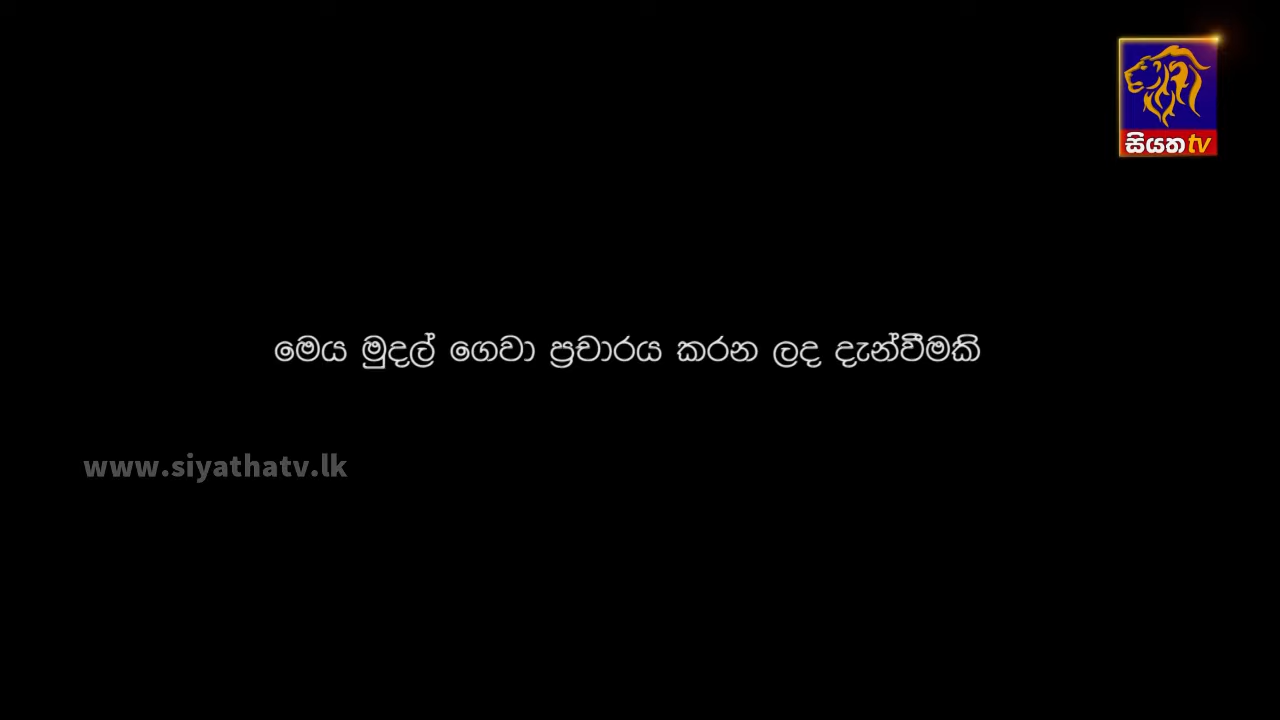 සියත tv
මෙය මුදල් ගෙවා ප්‍රචාරය කරන ලද දැන්වීමකි
www.siyathatv.lk